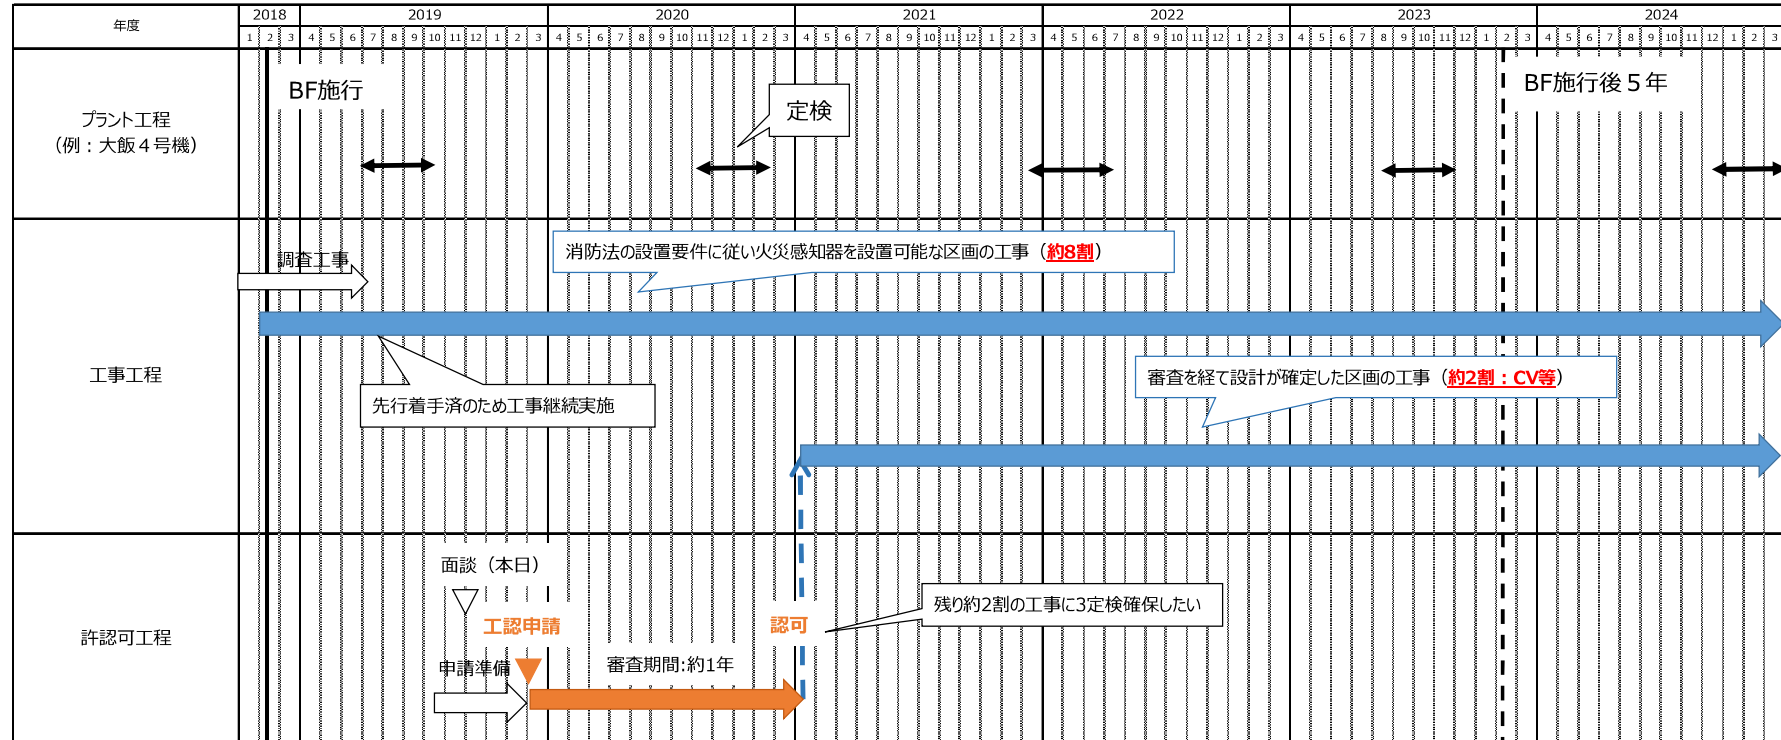 年度
2018 2019 2020 2021 2022 2023 2024
1 2 3 4 5 6 7 8 9 10 11 12 1 2 3 4 5 6 7 8 9 10 11 12 1 2 3 4 5 6 7 8 9 10 11 12 1 2 3 4 5 6 7 8 9 10 11 12 1 2 3 4 5 6 7 8 9 10 11 12 1 2 3 4 5 6 7 8 9 10 11 12 1 2 3
プラント工程
（例：大飯４号機）
BF施行
定検
BF施行後５年
工事工程
調査工事
消防法の設置要件に従い火災感知器を設置可能な区画の工事（約8割）
先行着手済のため工事継続実施
審査を経て設計が確定した区画の工事（約2割：CV等）
許認可工程
面談（本日）
工認申請
申請準備
審査期間:約1年
認可
残り約2割の工事に3定検確保したい